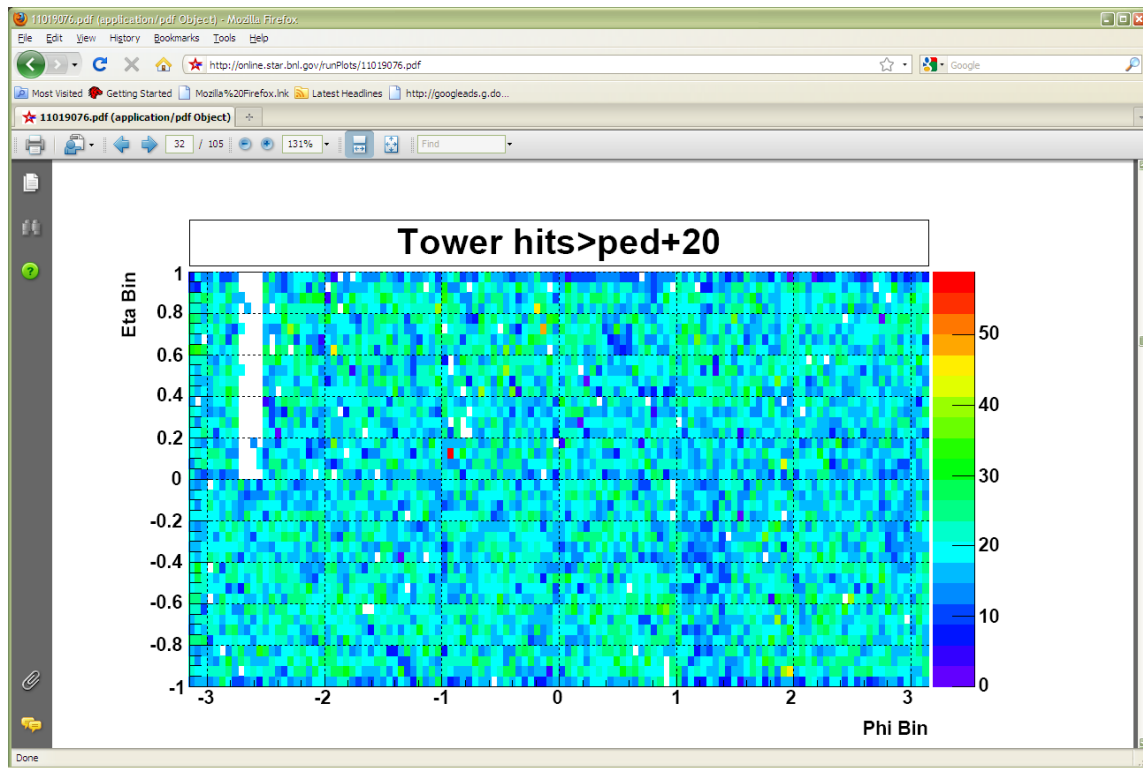 11019076.pdf (application/pdf Object) - Mozilla Firefox
File Edit View History Bookmarks Tools Help
http://online.star.bnl.gov/runPlots/11019076.pdf
Google
Most Visited Getting Started Mozilla%20Firefox.lnk Latest Headlines http://googleads.g.do...
11019076.pdf (application/pdf Object)
32 / 105 131% Find
Tower hits>ped+20
Eta Bin
1
0.8
0.6
0.4
0.2
0
-0.2
-0.4
-0.6
-0.8
-1
-3 -2 -1 0 1 2 3
Phi Bin
50
40
30
20
10
0
Done